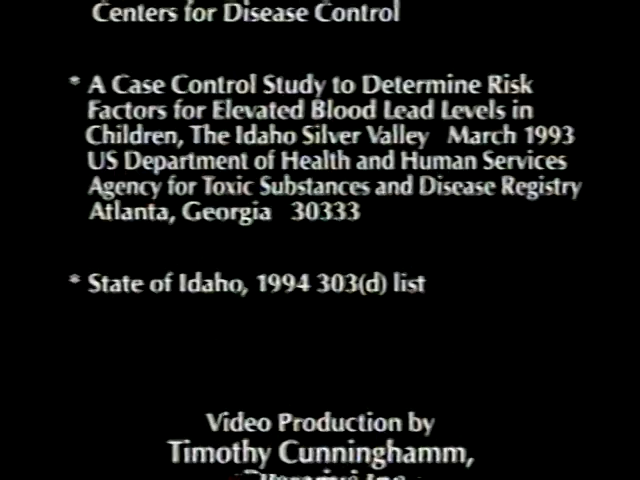 Centers for Disease Control
* A Case Control Study to Determine Risk
Factors for Elevated Blood Lead Levels in
Children, The Idaho Silver Valley March 1993
US Department of Health and Human Services
Agency for Toxic Substances and Disease Registry
Atlanta, Georgia 30333
* State of Idaho, 1994 303(d) list
Video Production by
Timothy Cunninghamm,
Inc